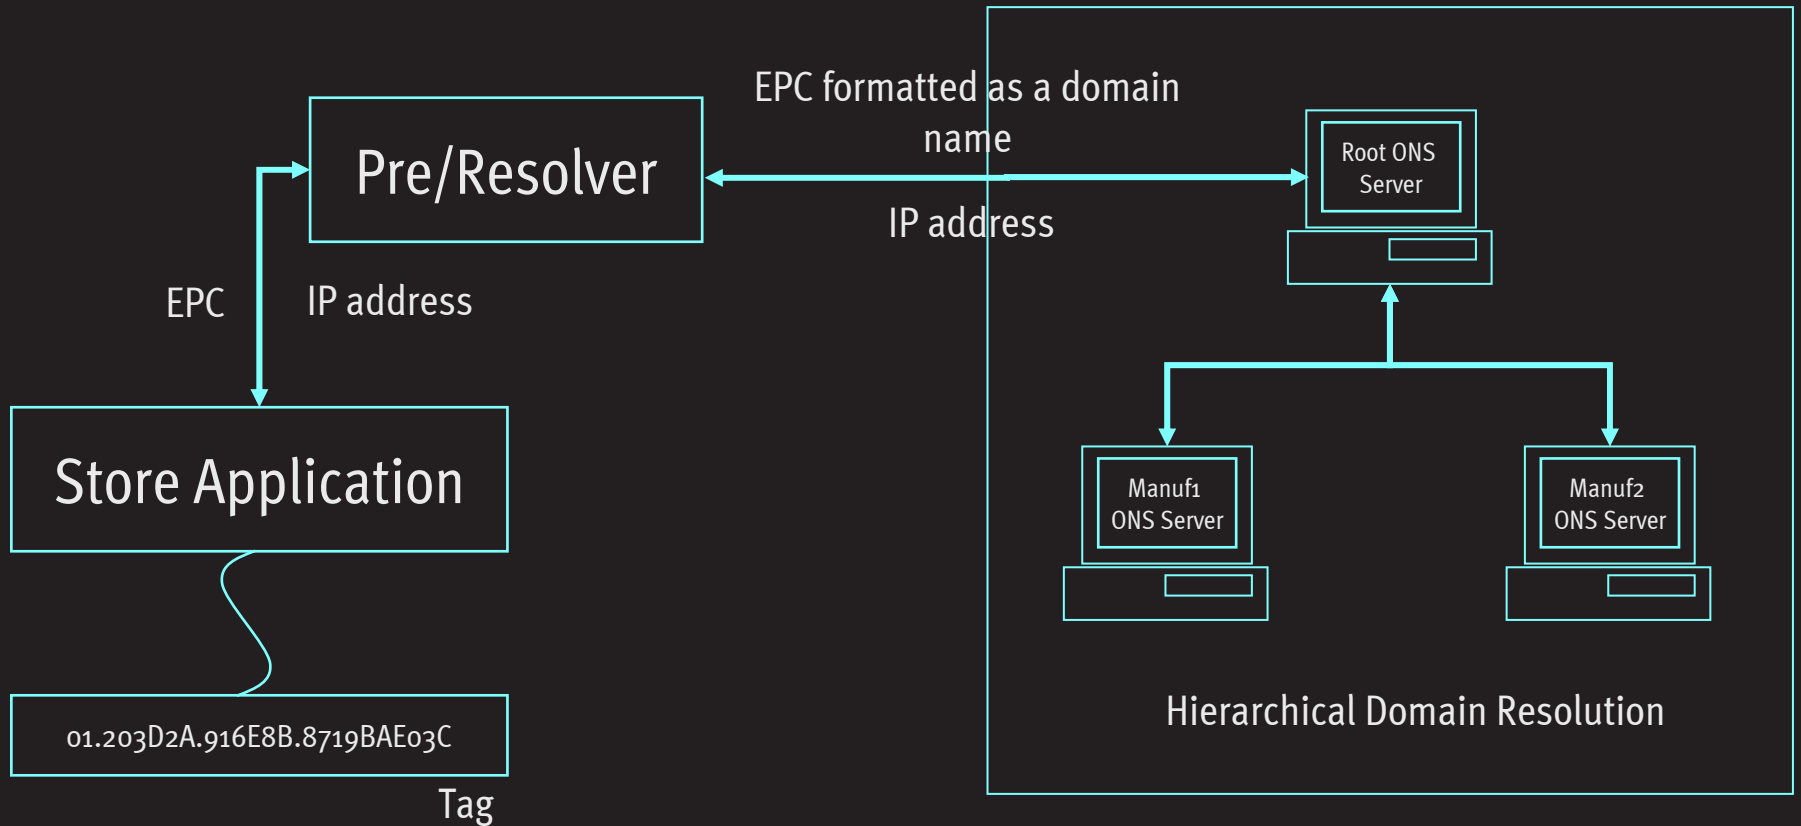 EPC formatted as a domain
name
Pre/Resolver
Root ONS
Server
IP address
EPC
IP address
Store Application
Manuf1
ONS Server
Manuf2
ONS Server
Hierarchical Domain Resolution
01.203D2A.916E8B.8719BAE03C
Tag